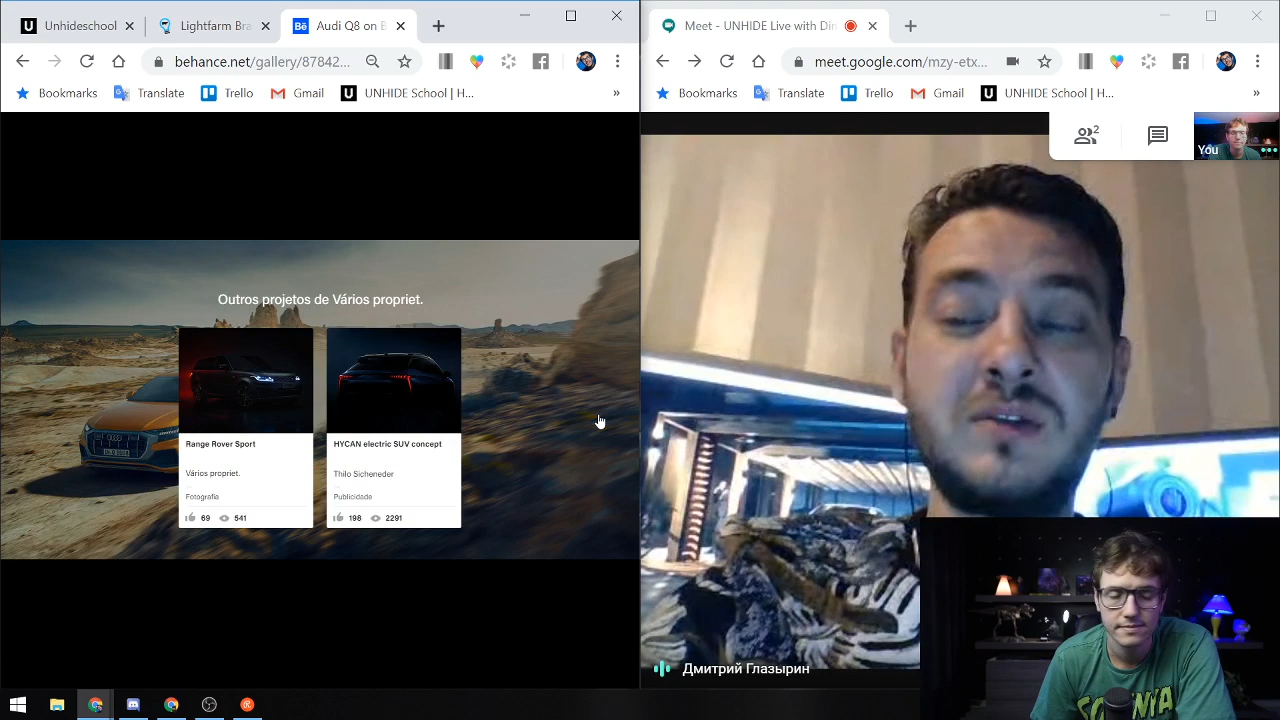 Unhideschool
Lightfarm Bra
Audi Q8 on B
behance.net/gallery/87842...
Bookmarks
Translate
Trello
Gmail
UNHIDE School | H...
»
Outros projetos de Vários propriet.
Range Rover Sport
Vários propriet.
Fotografia
69
541
HYCAN electric SUV concept
Thilo Sicheneder
Publicidade
198
2291
Meet - UNHIDE Live with Dim
meet.google.com/mzy-etx...
Bookmarks
Translate
Trello
Gmail
UNHIDE School | H...
»
2
You
Дмитрий Глазырин